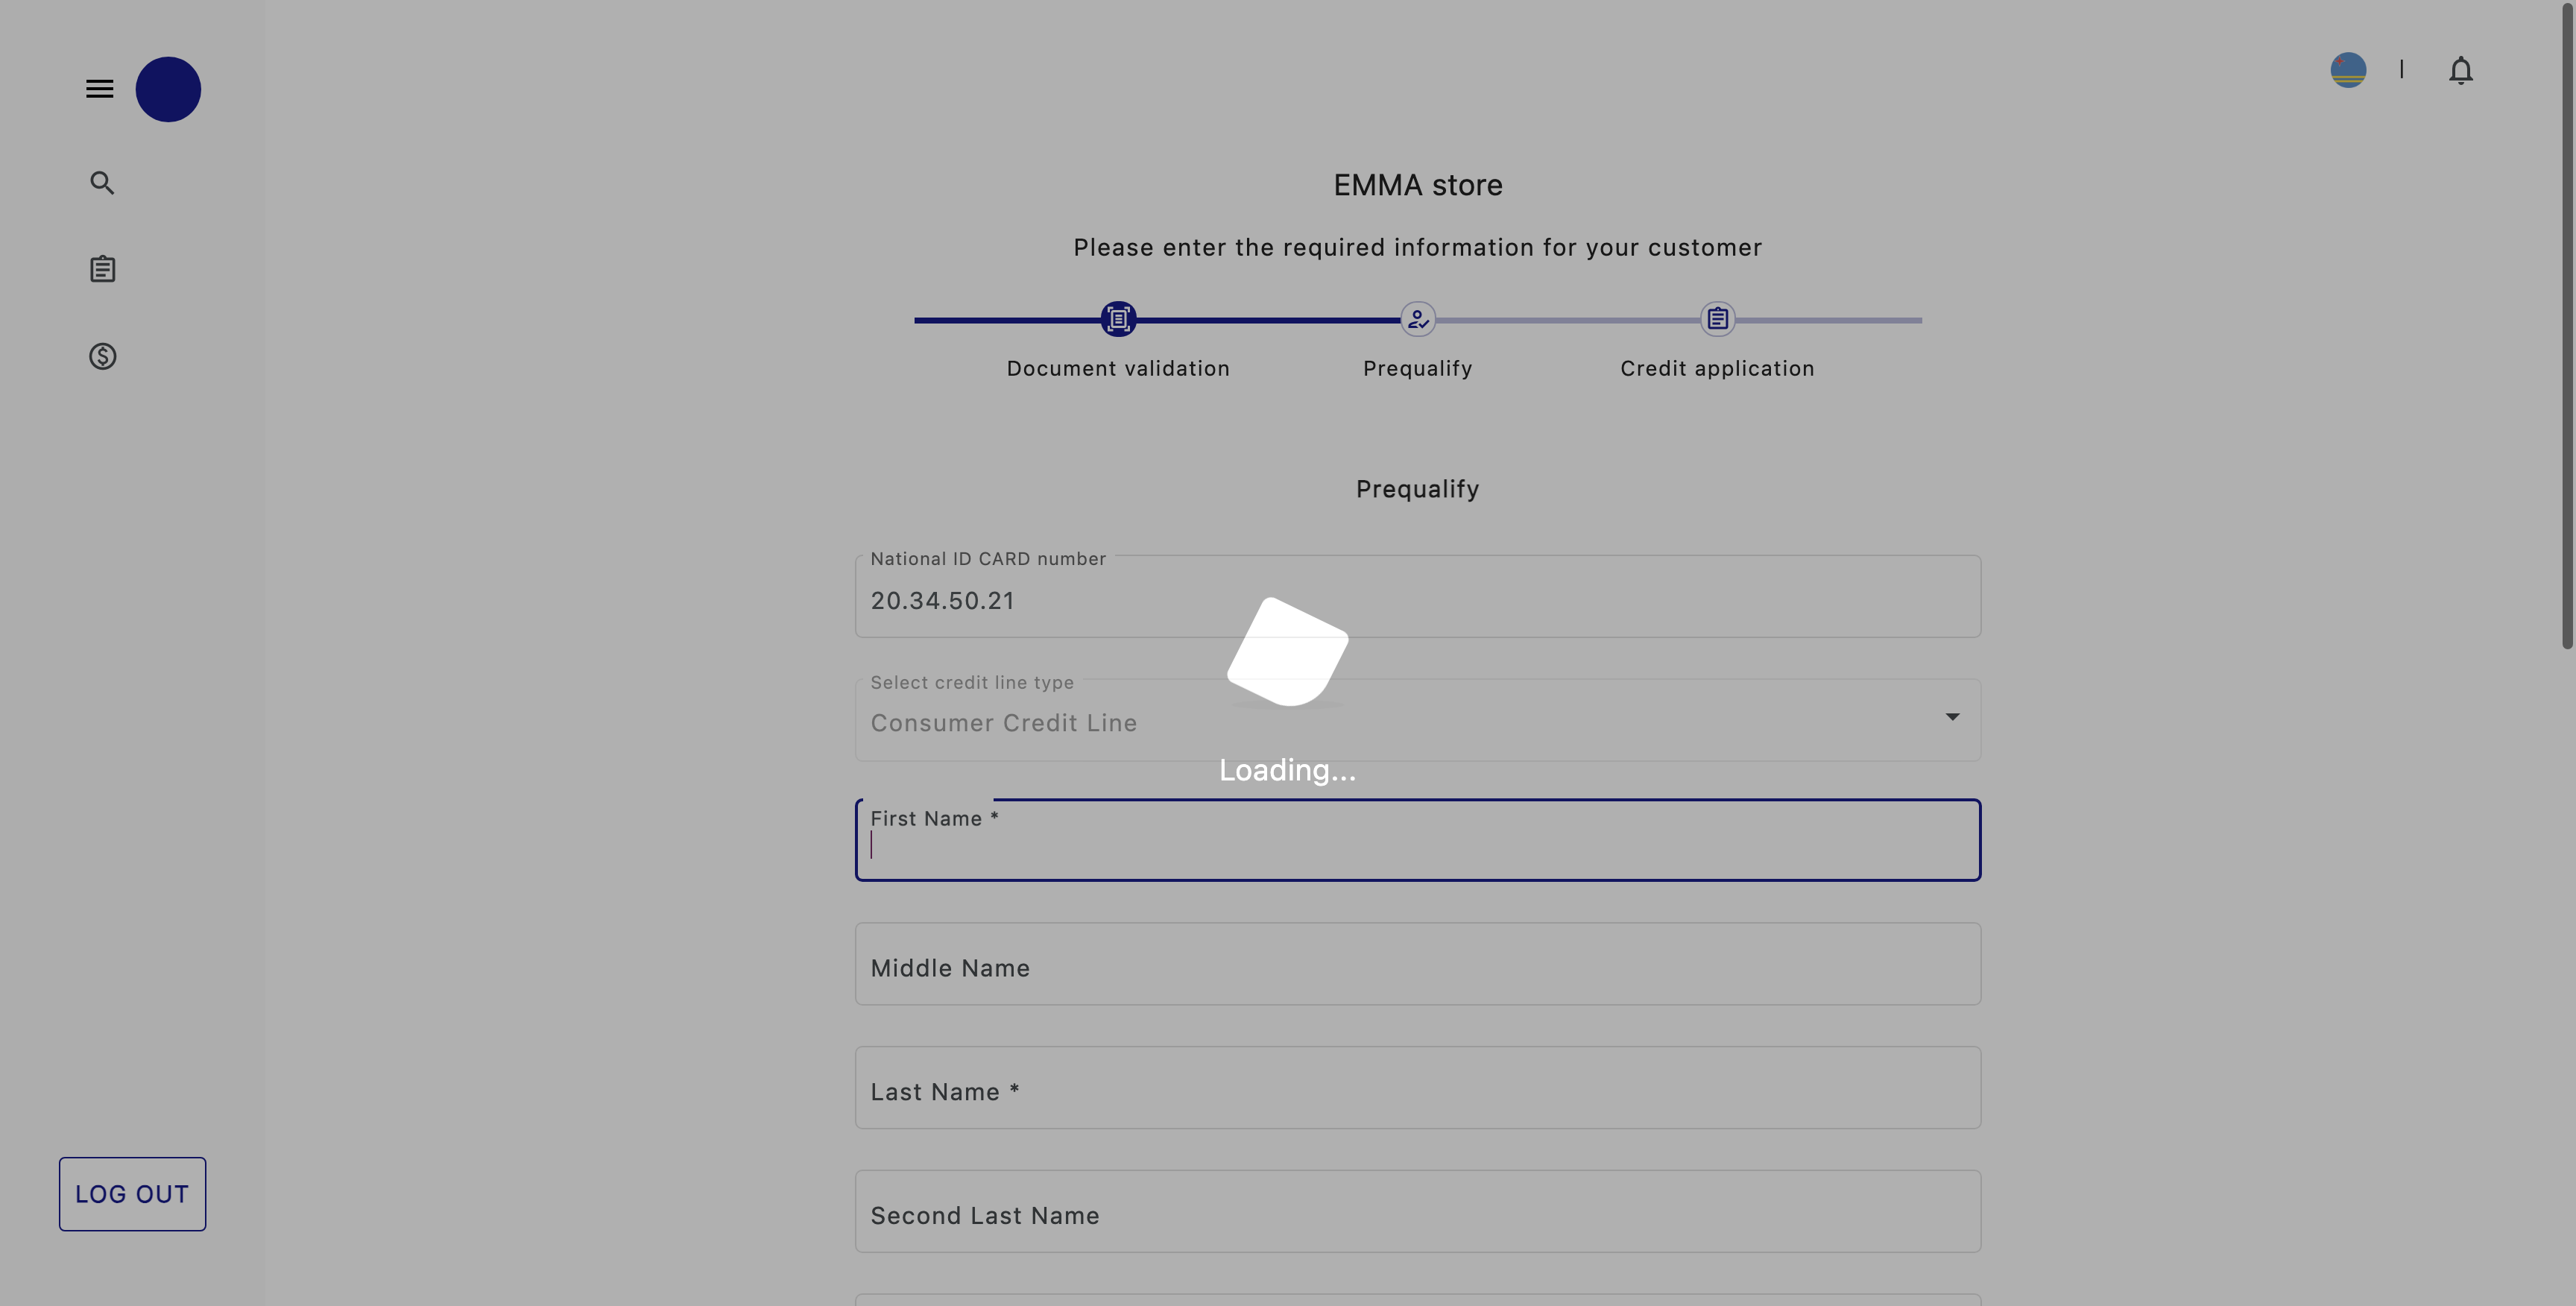 EMMA store
Please enter the required information for your customer
Document validation
Prequalify
Credit application
Prequalify
National ID CARD number
20.34.50.21
Select credit line type
Consumer Credit Line
Loading...
First Name *
Middle Name
Last Name *
Second Last Name
LOG OUT